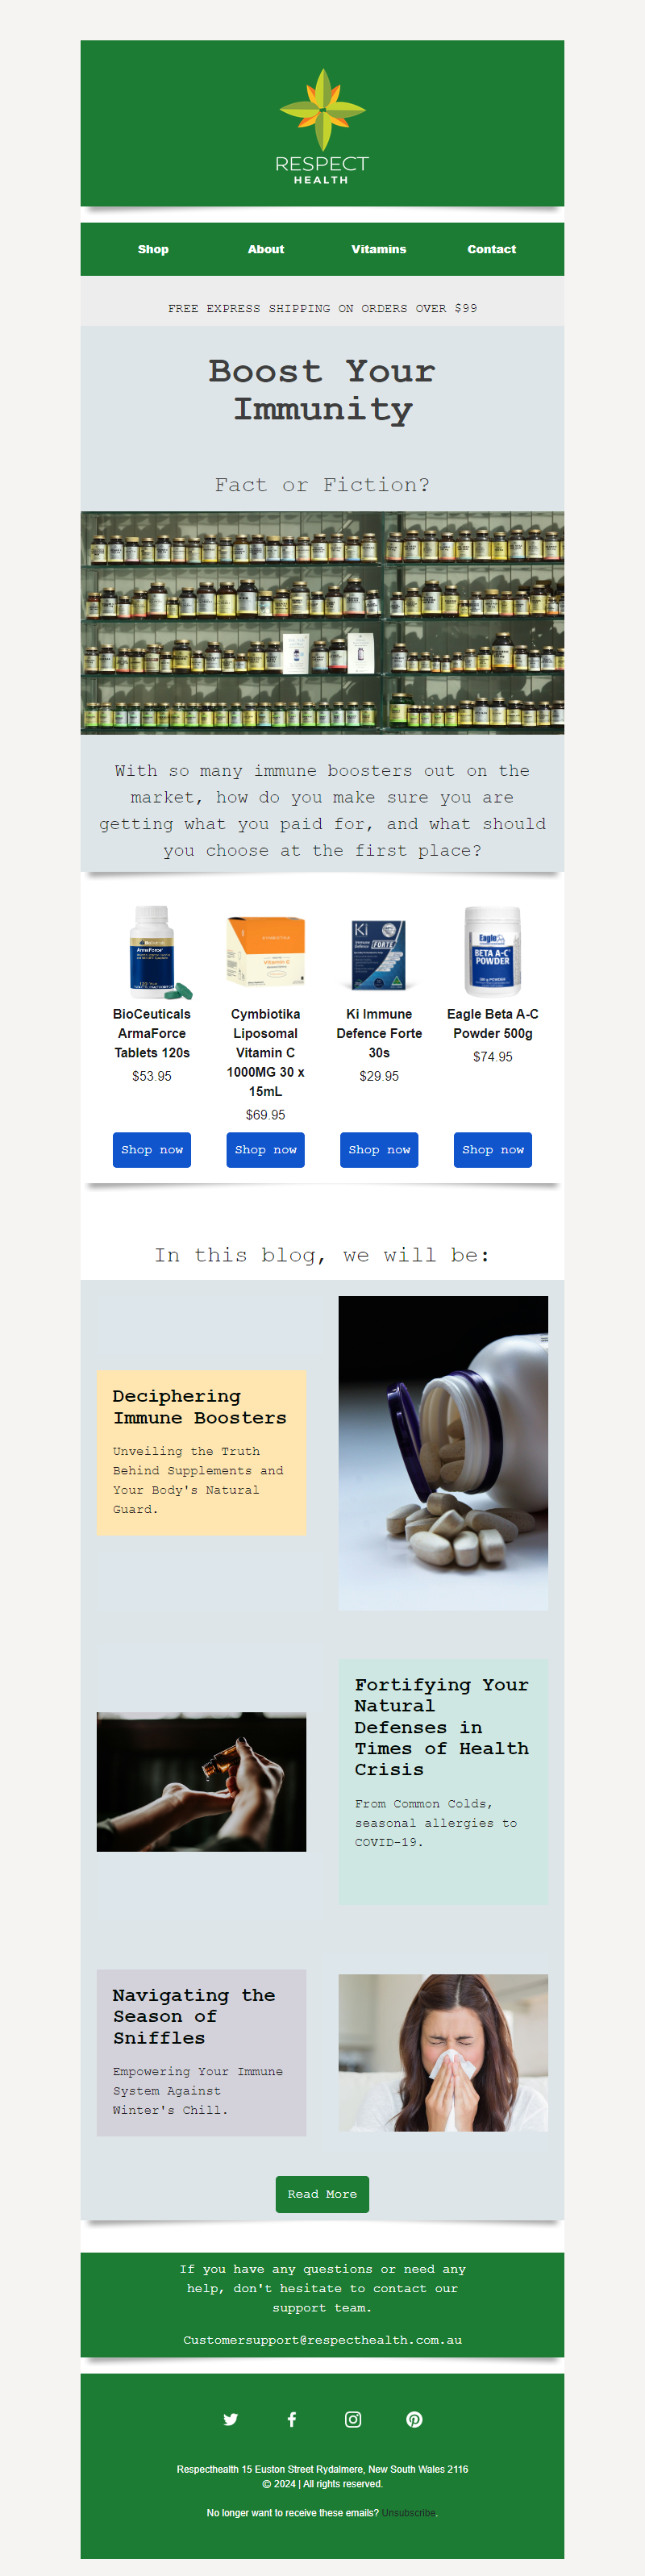 RESPECT
HEALTH
Shop About Vitamins Contact
FREE EXPRESS SHIPPING ON ORDERS OVER $99
Boost Your
Immunity
Fact or Fiction?
With so many immune boosters out on the
market, how do you make sure you are
getting what you paid for, and what should
you choose at the first place?
BioCeuticals
ArmaForce
Tablets 120s
$53.95
Shop now
Cymbiotika
Liposomal
Vitamin C
1000MG 30 x
15mL
$69.95
Shop now
Ki
FORTE
Ki Immune
Defence Forte
30s
$29.95
Shop now
Eagle
BETA A-C
POWDER
Eagle Beta A-C
Powder 500g
$74.95
Shop now
In this blog, we will be:
Deciphering
Immune Boosters
Unveiling the Truth
Behind Supplements and
Your Body's Natural
Guard.
Fortifying Your
Natural
Defenses in
Times of Health
Crisis
From Common Colds,
seasonal allergies to
COVID-19.
Navigating the
Season of
Sniffles
Empowering Your Immune
System Against
Winter's Chill.
Read More
If you have any questions or need any
help, don't hesitate to contact our
support team.
Customersupport@respecthealth.com.au
Respecthealth 15 Euston Street Rydalmere, New South Wales 2116
© 2024 | All rights reserved.
No longer want to receive these emails? Unsubscribe.